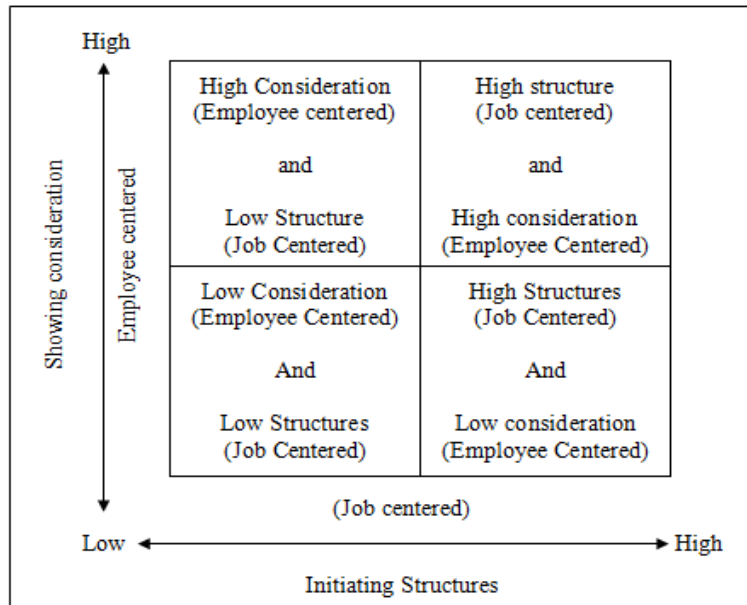 High
High Consideration
(Employee centered)
and
Low Structure
(Job Centered)
High structure
(Job centered)
and
High consideration
(Employee Centered)
Showing consideration
Employee centered
Low Consideration
(Employee Centered)
And
Low Structures
(Job Centered)
High Structures
(Job Centered)
And
Low consideration
(Employee Centered)
(Job centered)
Low
High
Initiating Structures